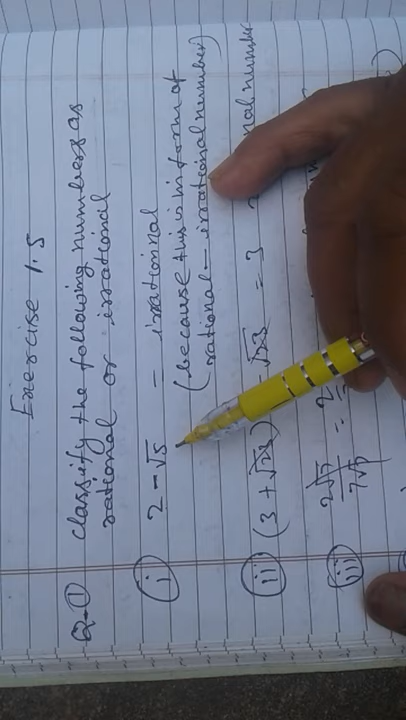 Exercise 1.5
Q-① Classify the following numbers as
rational or irrational
(i) 2-√5 - irrational
(because this is in form of
rational - irrational number)
(ii) (3+√23) √23 = 3
(iii) 2√7/7√7 = 2